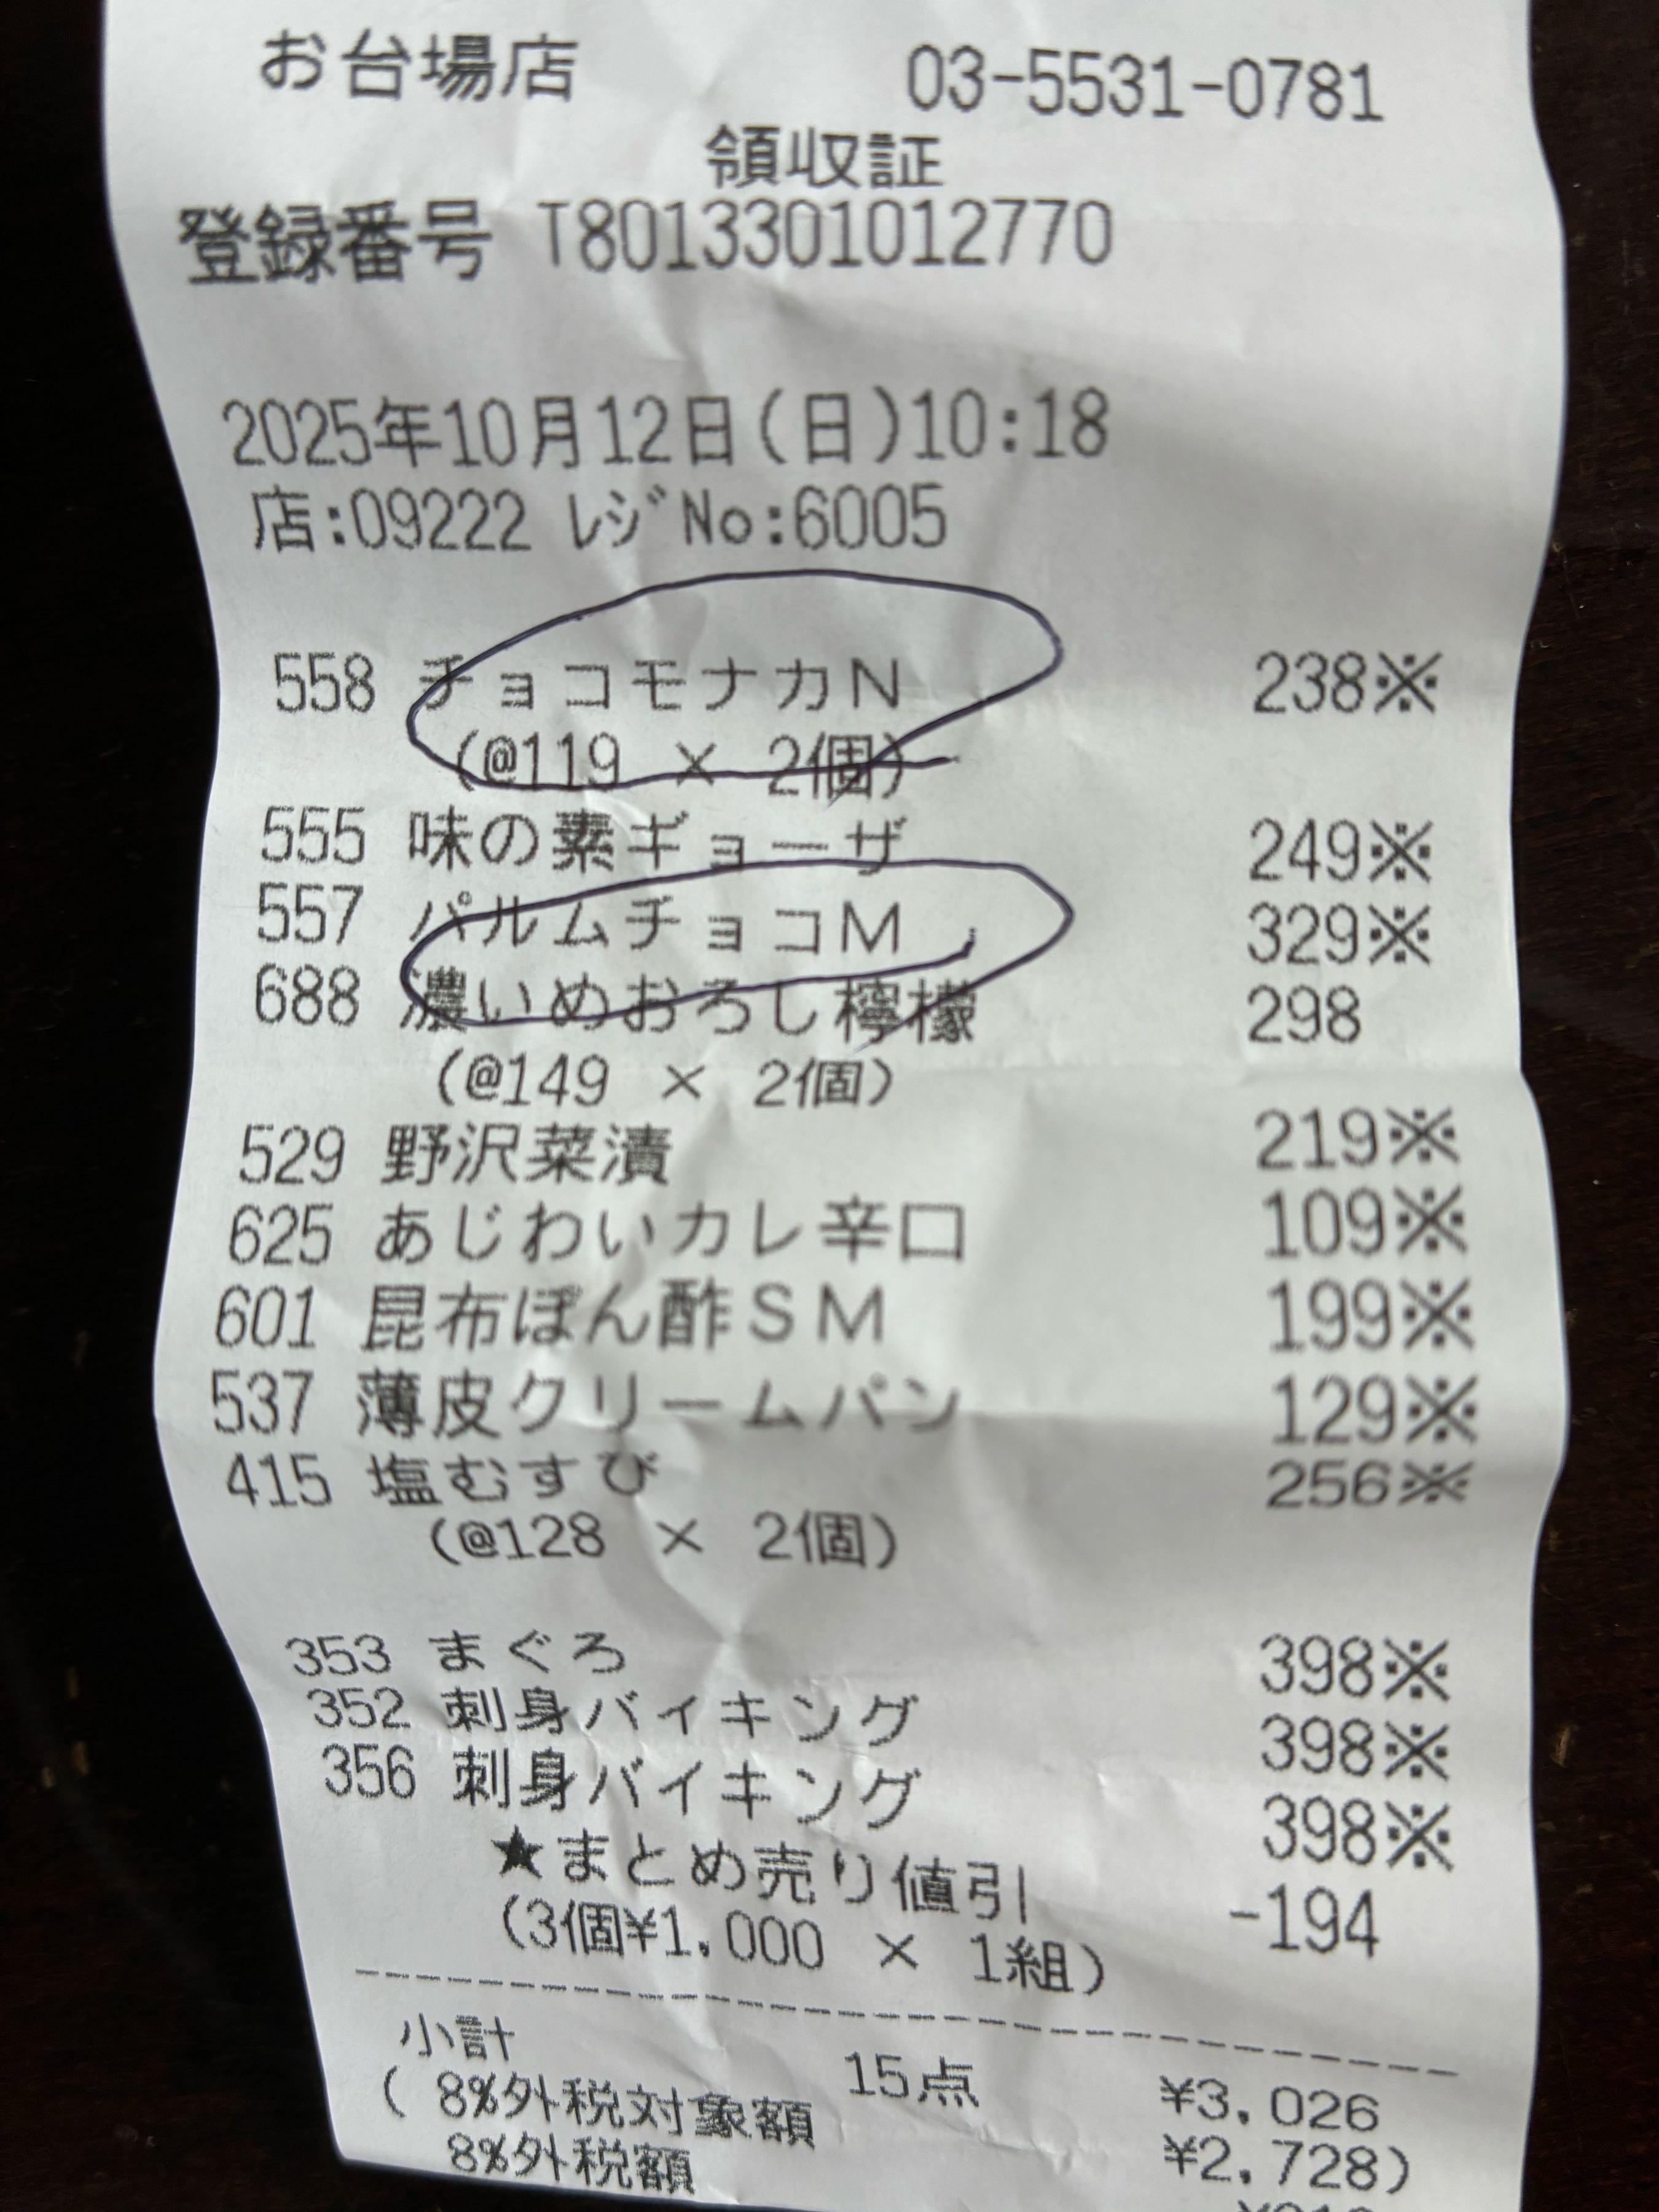 お台場店 03-5531-0781
領収証
登録番号 T8013301012770
2025年10月12日(日)10:18
店:09222 ﾚｼﾞNo:6005
558 チョコモナカN 238※
(@119 × 2個)
555 味の素ギョーザ 249※
557 パルムチョコM 329※
688 濃いめおろし檸檬 298
(@149 × 2個)
529 野沢菜漬 219※
625 あじわいカレ辛口 109※
601 昆布ぽん酢SM 199※
537 薄皮クリームパン 129※
415 塩むすび 256※
(@128 × 2個)
353 まぐろ 398※
352 刺身バイキング 398※
356 刺身バイキング 398※
★まとめ売り値引 -194
(3個¥1,000 × 1組)
小計 15点 ¥3,026
( 8%外税対象額 ¥2,728)
8%外税額